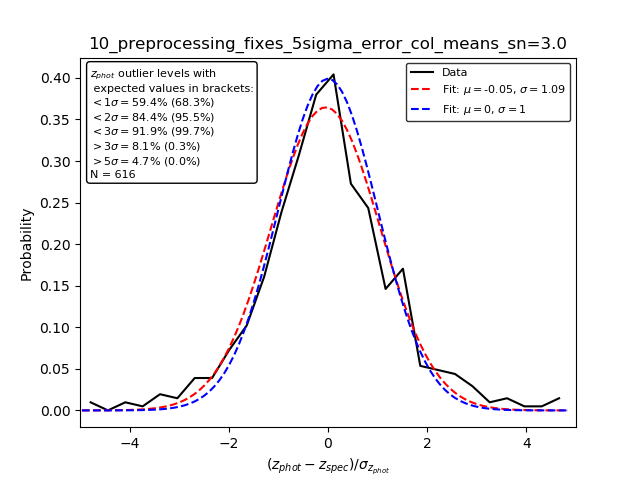 10_preprocessing_fixes_5sigma_error_col_means_sn=3.0
z_phot outlier levels with
expected values in brackets:
<1σ = 59.4% (68.3%)
<2σ = 84.4% (95.5%)
<3σ = 91.9% (99.7%)
>3σ = 8.1% (0.3%)
>5σ = 4.7% (0.0%)
N = 616
Data
Fit: μ = -0.05, σ = 1.09
Fit: μ = 0, σ = 1
Probability
0.40
0.35
0.30
0.25
0.20
0.15
0.10
0.05
0.00
−4 −2 0 2 4
(z_phot − z_spec)/σ_z_phot